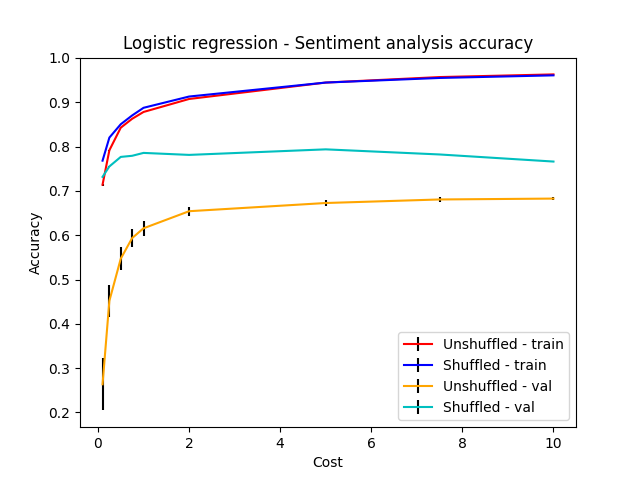 Logistic regression - Sentiment analysis accuracy
1.0
0.9
0.8
0.7
0.6
0.5
0.4
0.3
0.2
Accuracy
Unshuffled - train
Shuffled - train
Unshuffled - val
Shuffled - val
0 2 4 6 8 10
Cost